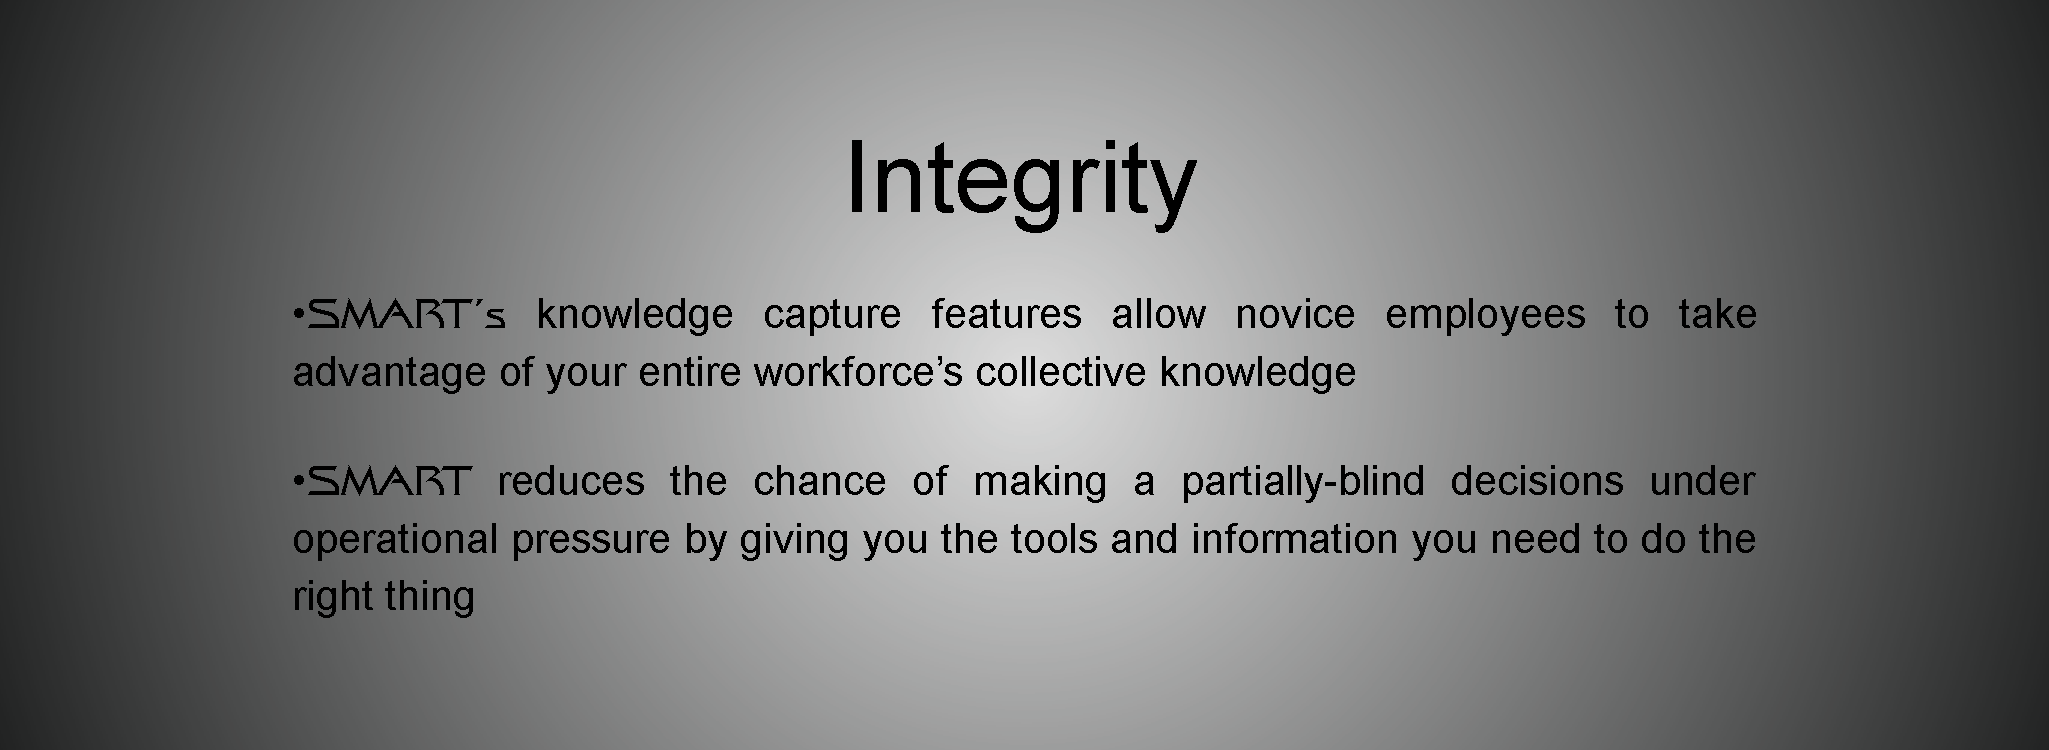 Integrity
•SMART's knowledge capture features allow novice employees to take
advantage of your entire workforce’s collective knowledge
•SMART reduces the chance of making a partially-blind decisions under
operational pressure by giving you the tools and information you need to do the
right thing